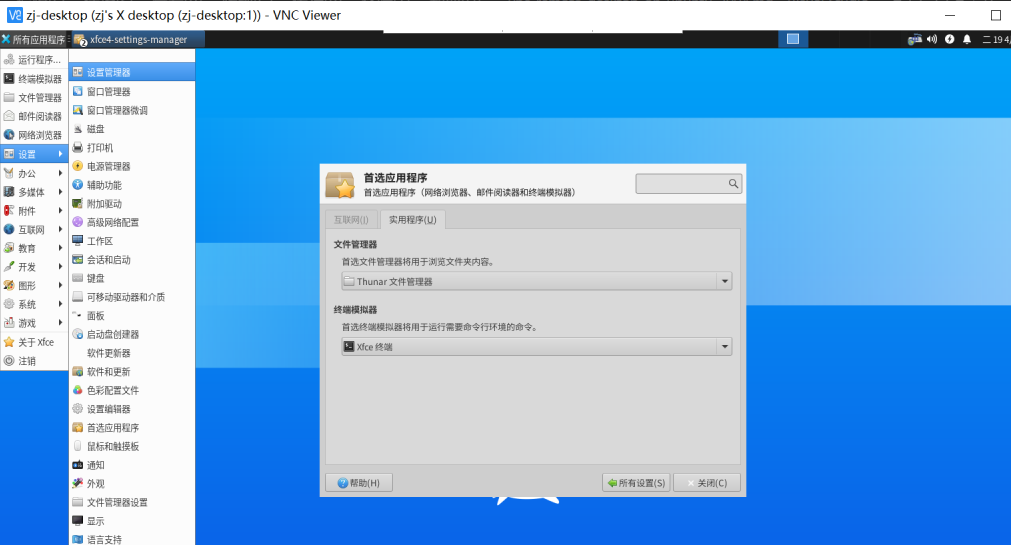 zj-desktop (zj's X desktop (zj-desktop:1)) - VNC Viewer
所有应用程序
xfce4-settings-manager
二 19 4
运行程序...
终端模拟器
文件管理器
邮件阅读器
网络浏览器
设置
办公
多媒体
附件
互联网
教育
开发
图形
系统
游戏
关于 Xfce
注销
设置管理器
窗口管理器
窗口管理器微调
磁盘
打印机
电源管理器
辅助功能
附加驱动
高级网络配置
工作区
会话和启动
键盘
可移动驱动器和介质
面板
启动盘创建器
软件更新器
软件和更新
色彩配置文件
设置编辑器
首选应用程序
鼠标和触摸板
通知
外观
文件管理器设置
显示
语言支持
首选应用程序
首选应用程序（网络浏览器、邮件阅读器和终端模拟器）
互联网(I)
实用程序(U)
文件管理器
首选文件管理器将用于浏览文件夹内容。
Thunar 文件管理器
终端模拟器
首选终端模拟器将用于运行需要命令行环境的命令。
Xfce 终端
帮助(H)
所有设置(S)
关闭(C)